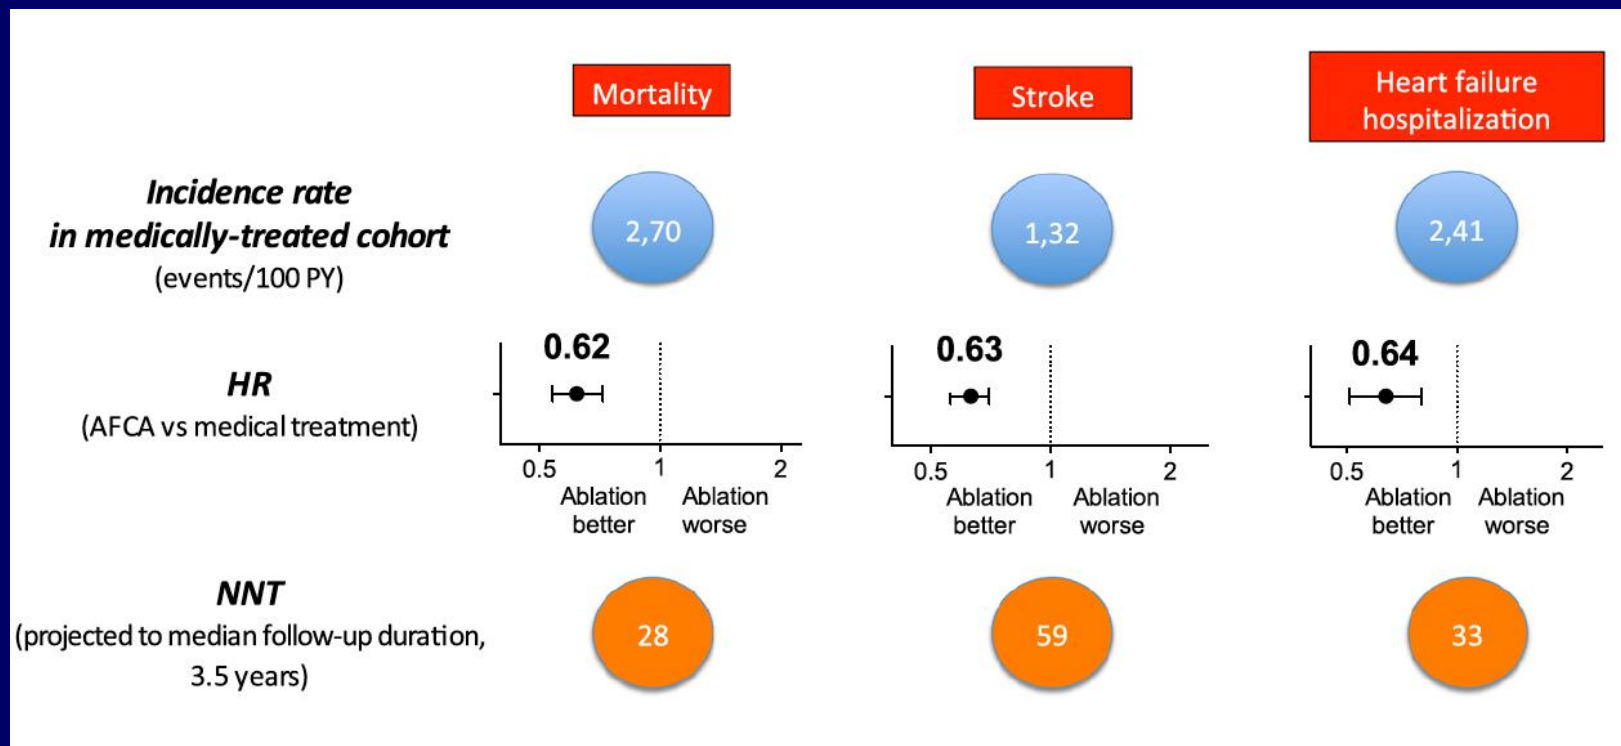 Mortality
Stroke
Heart failure
hospitalization
Incidence rate
in medically-treated cohort
(events/100 PY)
2,70
1,32
2,41
HR
(AFCA vs medical treatment)
0.62
0.5 1 2
Ablation better
Ablation worse
0.63
0.5 1 2
Ablation better
Ablation worse
0.64
0.5 1 2
Ablation better
Ablation worse
NNT
(projected to median follow-up duration,
3.5 years)
28
59
33